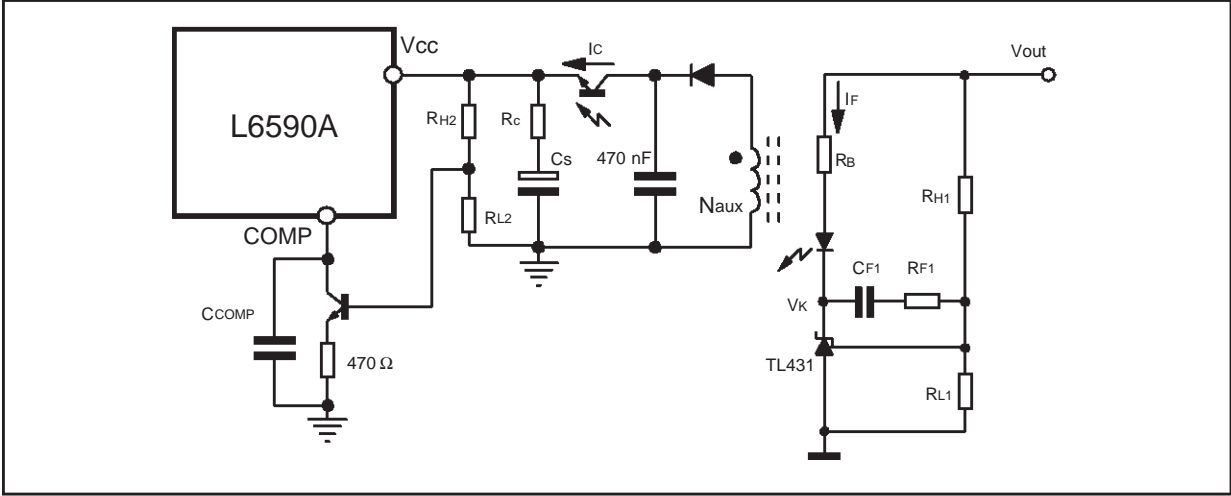 Vcc
IC
Vout
L6590A
RH2
Rc
IF
Cs
470 nF
RB
Naux
RH1
RL2
COMP
CF1
RF1
VK
CCOMP
470 Ω
TL431
RL1